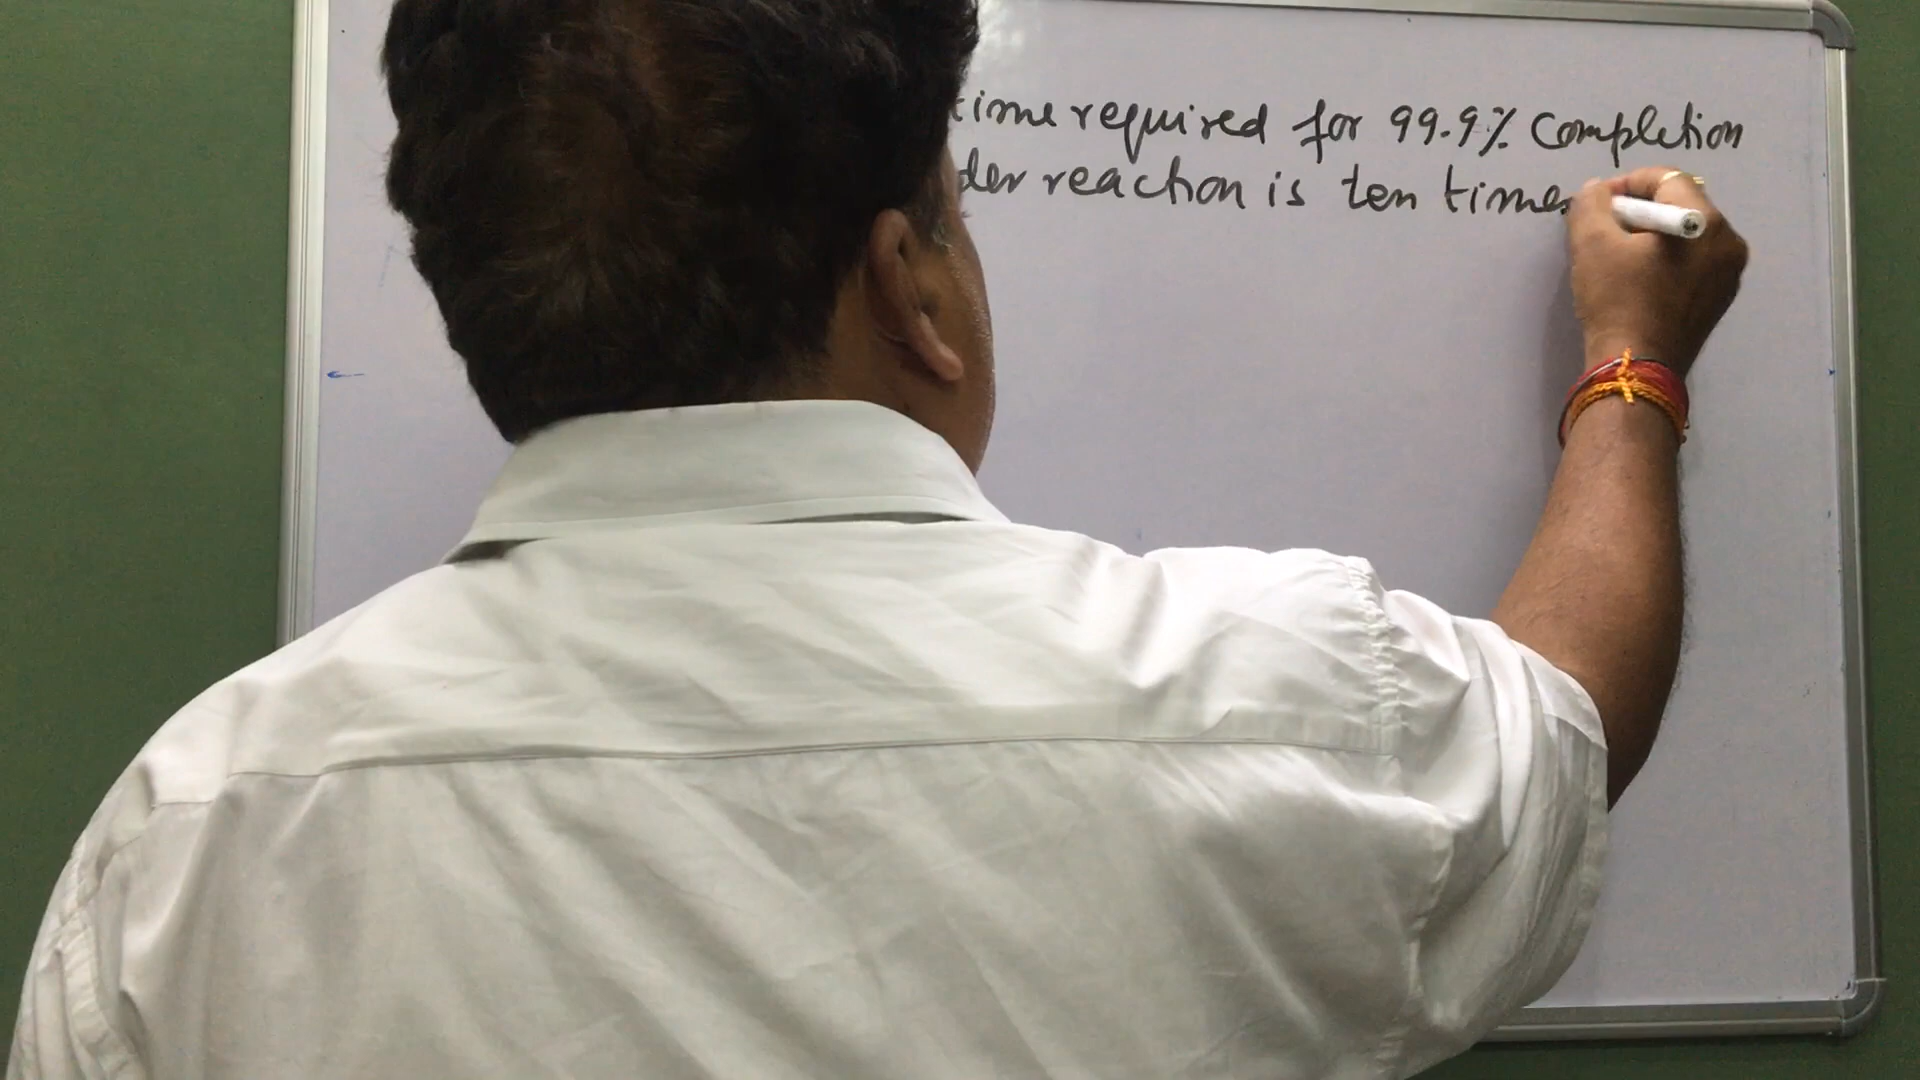 time required for 99.9% Completion
der reaction is ten times